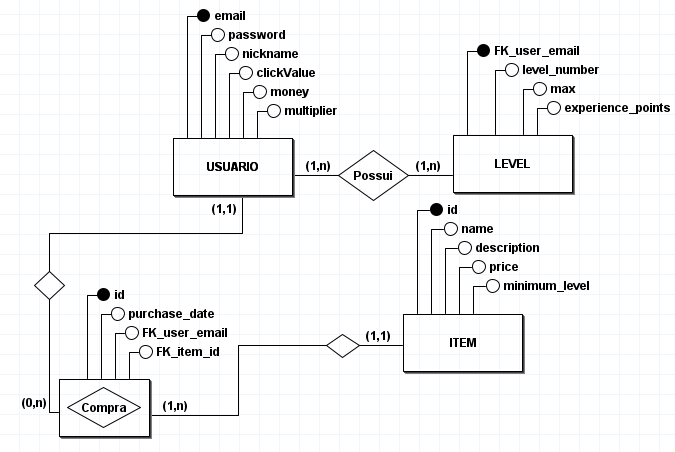 email
password
nickname
clickValue
money
multiplier
USUARIO
(1,n)
Possui
(1,n)
FK_user_email
level_number
max
experience_points
LEVEL
(1,1)
id
name
description
price
minimum_level
ITEM
(1,1)
id
purchase_date
FK_user_email
FK_item_id
Compra
(0,n)
(1,n)